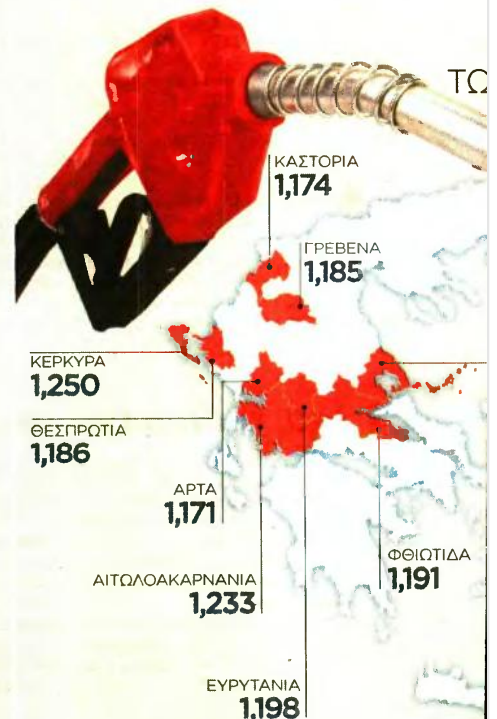 ΤΩ
ΚΑΣΤΟΡΙΑ
1,174
ΓΡΕΒΕΝΑ
1,185
ΚΕΡΚΥΡΑ
1,250
ΘΕΣΠΡΩΤΙΑ
1,186
ΑΡΤΑ
1,171
ΦΘΙΩΤΙΔΑ
1,191
ΑΙΤΩΛΟΑΚΑΡΝΑΝΙΑ
1,233
ΕΥΡΥΤΑΝΙΑ
1,198